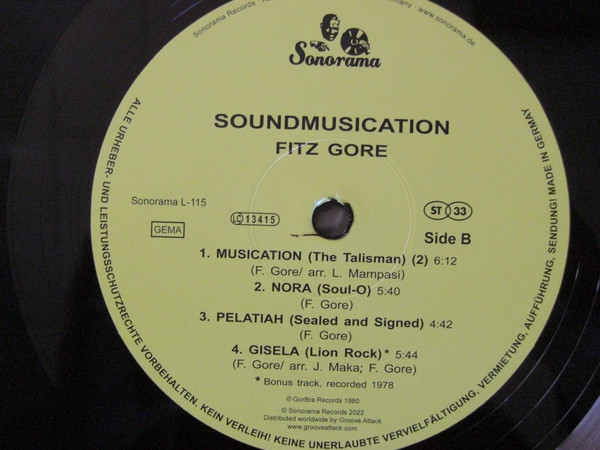 Sonorama Records
many · www.sonorama.de
Sonorama
SOUNDMUSICATION
FITZ GORE
Sonorama L-115
GEMA
LC 13415
ST 33
Side B
1. MUSICATION (The Talisman) (2) 6:12
(F. Gore/ arr. L. Mampasi)
2. NORA (Soul-O) 5:40
(F. Gore)
3. PELATIAH (Sealed and Signed) 4:42
(F. Gore)
4. GISELA (Lion Rock)* 5:44
(F. Gore/ arr. J. Maka; F. Gore)
* Bonus track, recorded 1978
℗ GorBra Records 1980
© Sonorama Records 2022
Distributed worldwide by Groove Attack
www.grooveattack.com
ALLE URHEBER- UND LEISTUNGSSCHUTZRECHTE VORBEHALTEN. KEIN VERLEIH! KEINE UNERLAUBTE VERVIELFÄLTIGUNG, VERMIETUNG, AUFFÜHRUNG, SENDUNG! MADE IN GERMAY